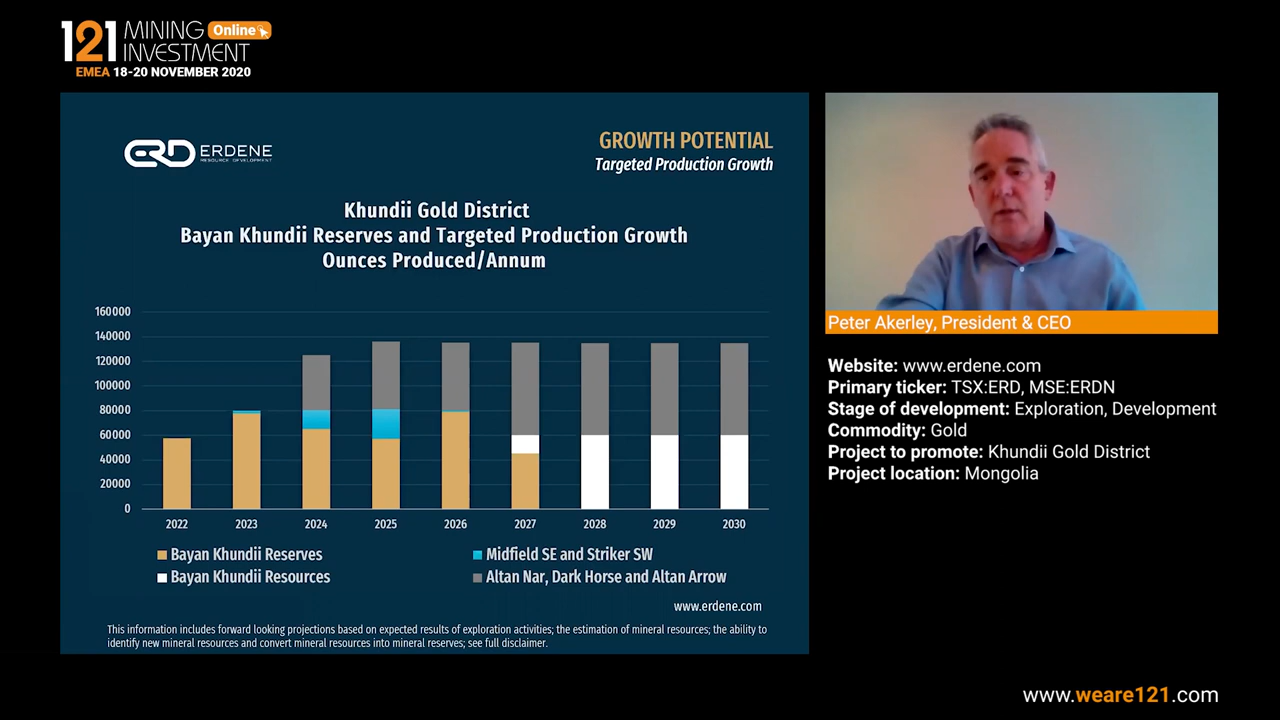 121 MINING Online
INVESTMENT
EMEA 18-20 NOVEMBER 2020
ERD ERDENE
RESOURCE DEVELOPMENT
GROWTH POTENTIAL
Targeted Production Growth
Khundii Gold District
Bayan Khundii Reserves and Targeted Production Growth
Ounces Produced/Annum
160000
140000
120000
100000
80000
60000
40000
20000
0
2022 2023 2024 2025 2026 2027 2028 2029 2030
Bayan Khundii Reserves
Midfield SE and Striker SW
Bayan Khundii Resources
Altan Nar, Dark Horse and Altan Arrow
www.erdene.com
This information includes forward looking projections based on expected results of exploration activities; the estimation of mineral resources; the ability to
identify new mineral resources and convert mineral resources into mineral reserves; see full disclaimer.
Peter Akerley, President & CEO
Website: www.erdene.com
Primary ticker: TSX:ERD, MSE:ERDN
Stage of development: Exploration, Development
Commodity: Gold
Project to promote: Khundii Gold District
Project location: Mongolia
www.weare121.com